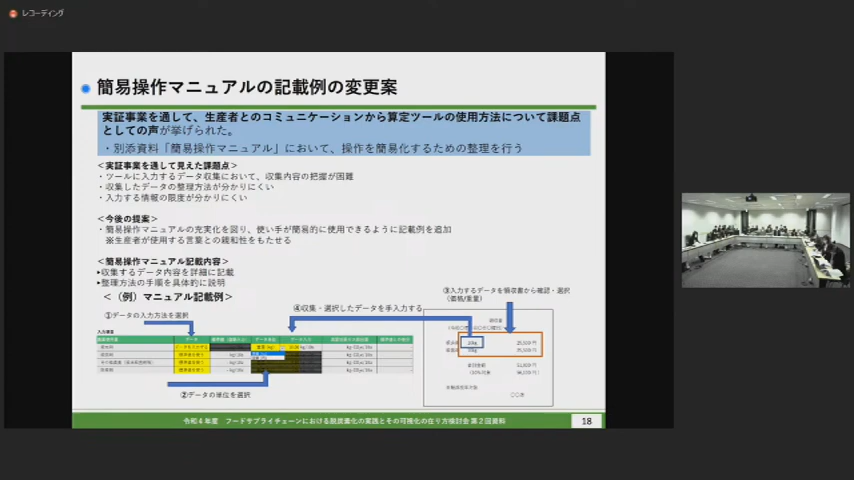 レコーディング
簡易操作マニュアルの記載例の変更案
実証事業を通して、生産者とのコミュニケーションから算定ツールの使用方法について課題点
としての声が挙げられた。
・別添資料「簡易操作マニュアル」において、操作を簡易化するための整理を行う
＜実証事業を通して見えた課題点＞
・ツールに入力するデータ収集において、収集内容の把握が困難
・収集したデータの整理方法が分かりにくい
・入力する情報の限度が分かりにくい
＜今後の提案＞
・簡易操作マニュアルの充実化を図り、使い手が簡易的に使用できるように記載例を追加
※生産者が使用する言葉との親和性をもたせる
＜簡易操作マニュアル記載内容＞
▸収集するデータ内容を詳細に記載
▸整理方法の手順を具体的に説明
＜（例）マニュアル記載例＞
③入力するデータを領収書から確認・選択
（価格/重量）
④収集・選択したデータを手入力する
①データの入力方法を選択
②データの単位を選択
令和４年度　フードサプライチェーンにおける脱炭素化の実践とその可視化の在り方検討会 第２回資料
18